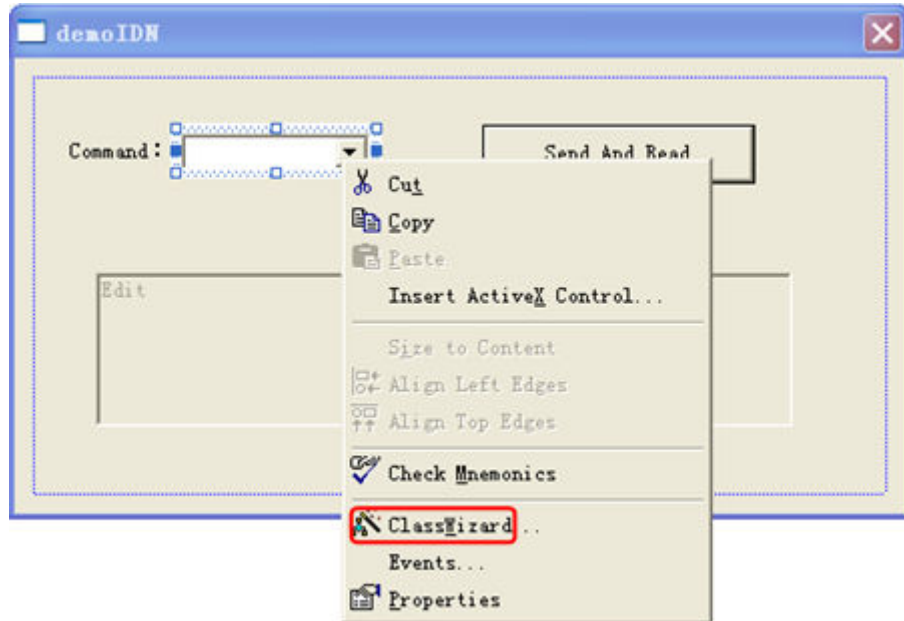 demoIDN
Command:
Send And Read
Edit
Cut
Copy
Paste
Insert ActiveX Control...
Size to Content
Align Left Edges
Align Top Edges
Check Mnemonics
ClassWizard...
Events...
Properties